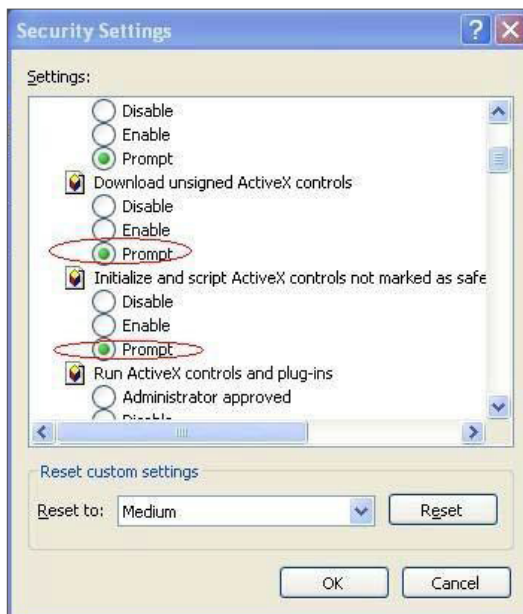 Security Settings
Settings:
Disable
Enable
Prompt
Download unsigned ActiveX controls
Disable
Enable
Prompt
Initialize and script ActiveX controls not marked as safe
Disable
Enable
Prompt
Run ActiveX controls and plug-ins
Administrator approved
Disable
Reset custom settings
Reset to:
Medium
Reset
OK
Cancel